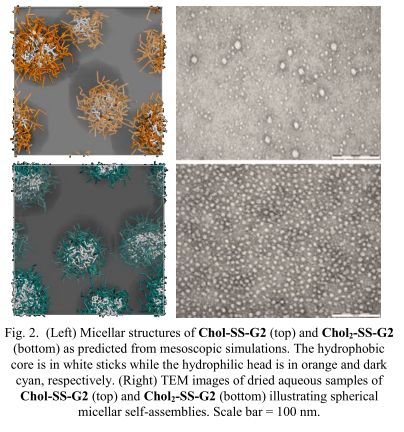 Fig. 2. (Left) Micellar structures of Chol-SS-G2 (top) and Chol₂-SS-G2
(bottom) as predicted from mesoscopic simulations. The hydrophobic
core is in white sticks while the hydrophilic head is in orange and dark
cyan, respectively. (Right) TEM images of dried aqueous samples of
Chol-SS-G2 (top) and Chol₂-SS-G2 (bottom) illustrating spherical
micellar self-assemblies. Scale bar = 100 nm.